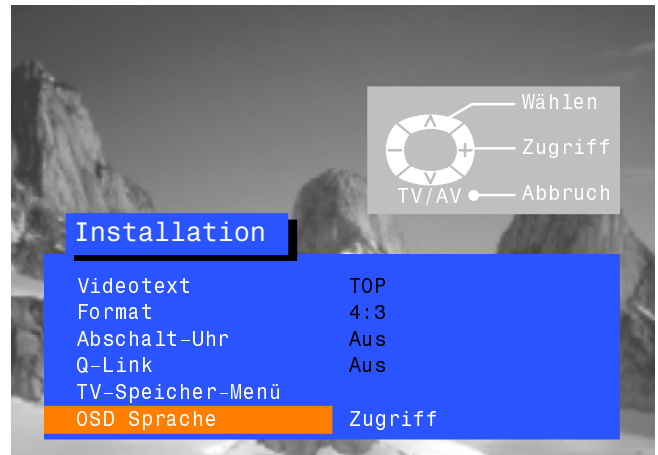 Wählen
Zugriff
TV/AV Abbruch
Installation
Videotext TOP
Format 4:3
Abschalt-Uhr Aus
Q-Link Aus
TV-Speicher-Menü
OSD Sprache Zugriff